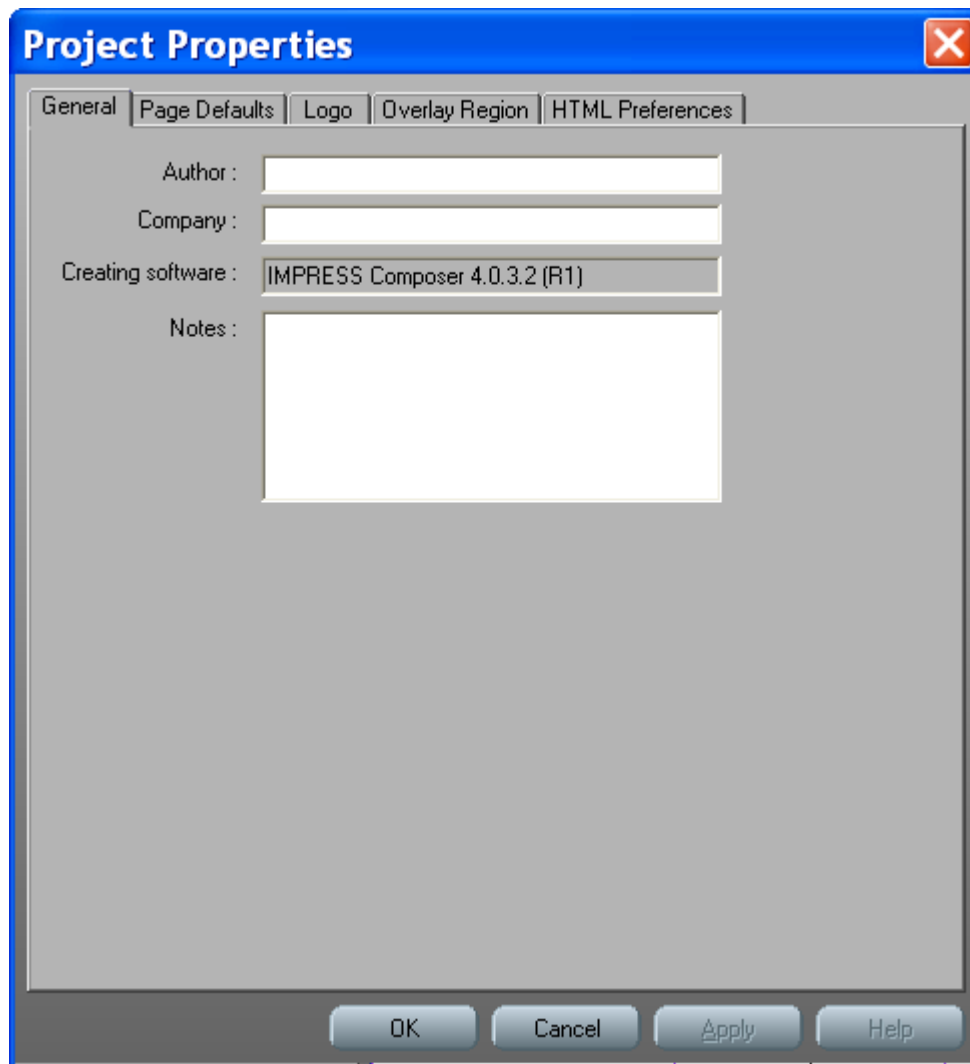 Project Properties
General Page Defaults Logo Overlay Region HTML Preferences
Author :
Company :
Creating software : IMPRESS Composer 4.0.3.2 (R1)
Notes :
OK Cancel Apply Help